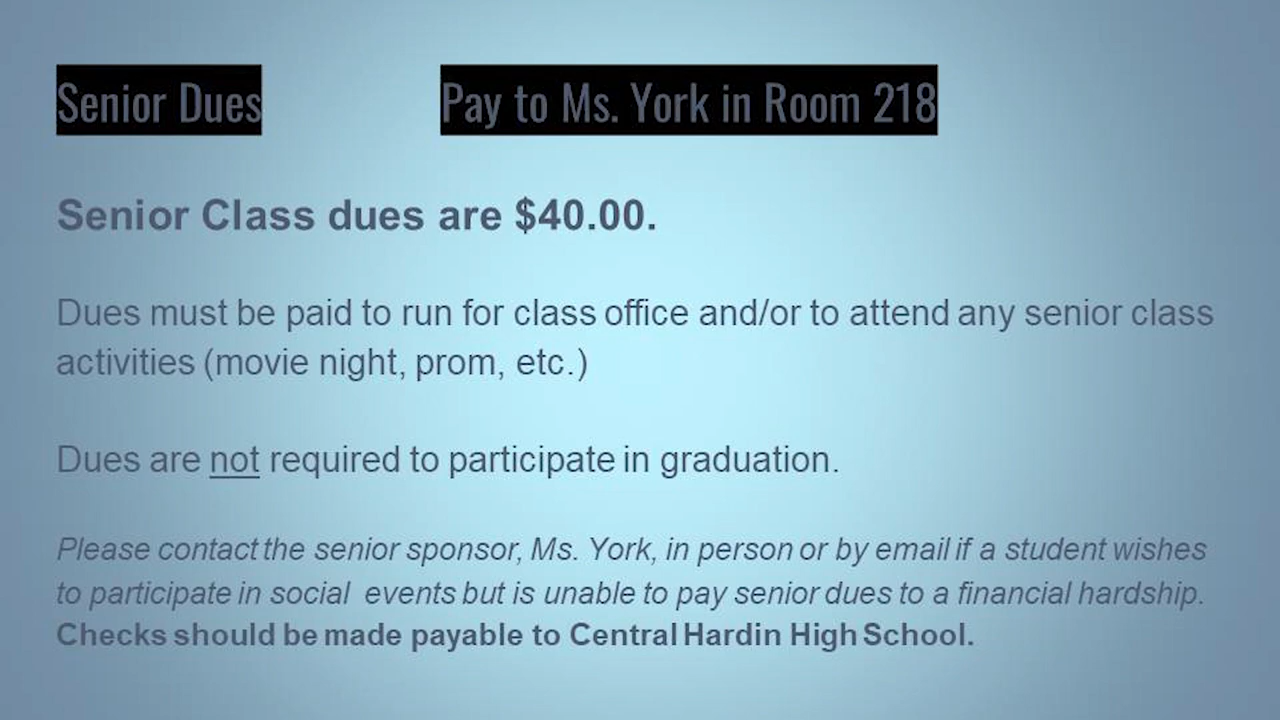 Senior Dues Pay to Ms. York in Room 218
Senior Class dues are $40.00.
Dues must be paid to run for class office and/or to attend any senior class
activities (movie night, prom, etc.)
Dues are not required to participate in graduation.
Please contact the senior sponsor, Ms. York, in person or by email if a student wishes
to participate in social events but is unable to pay senior dues to a financial hardship.
Checks should be made payable to Central Hardin High School.